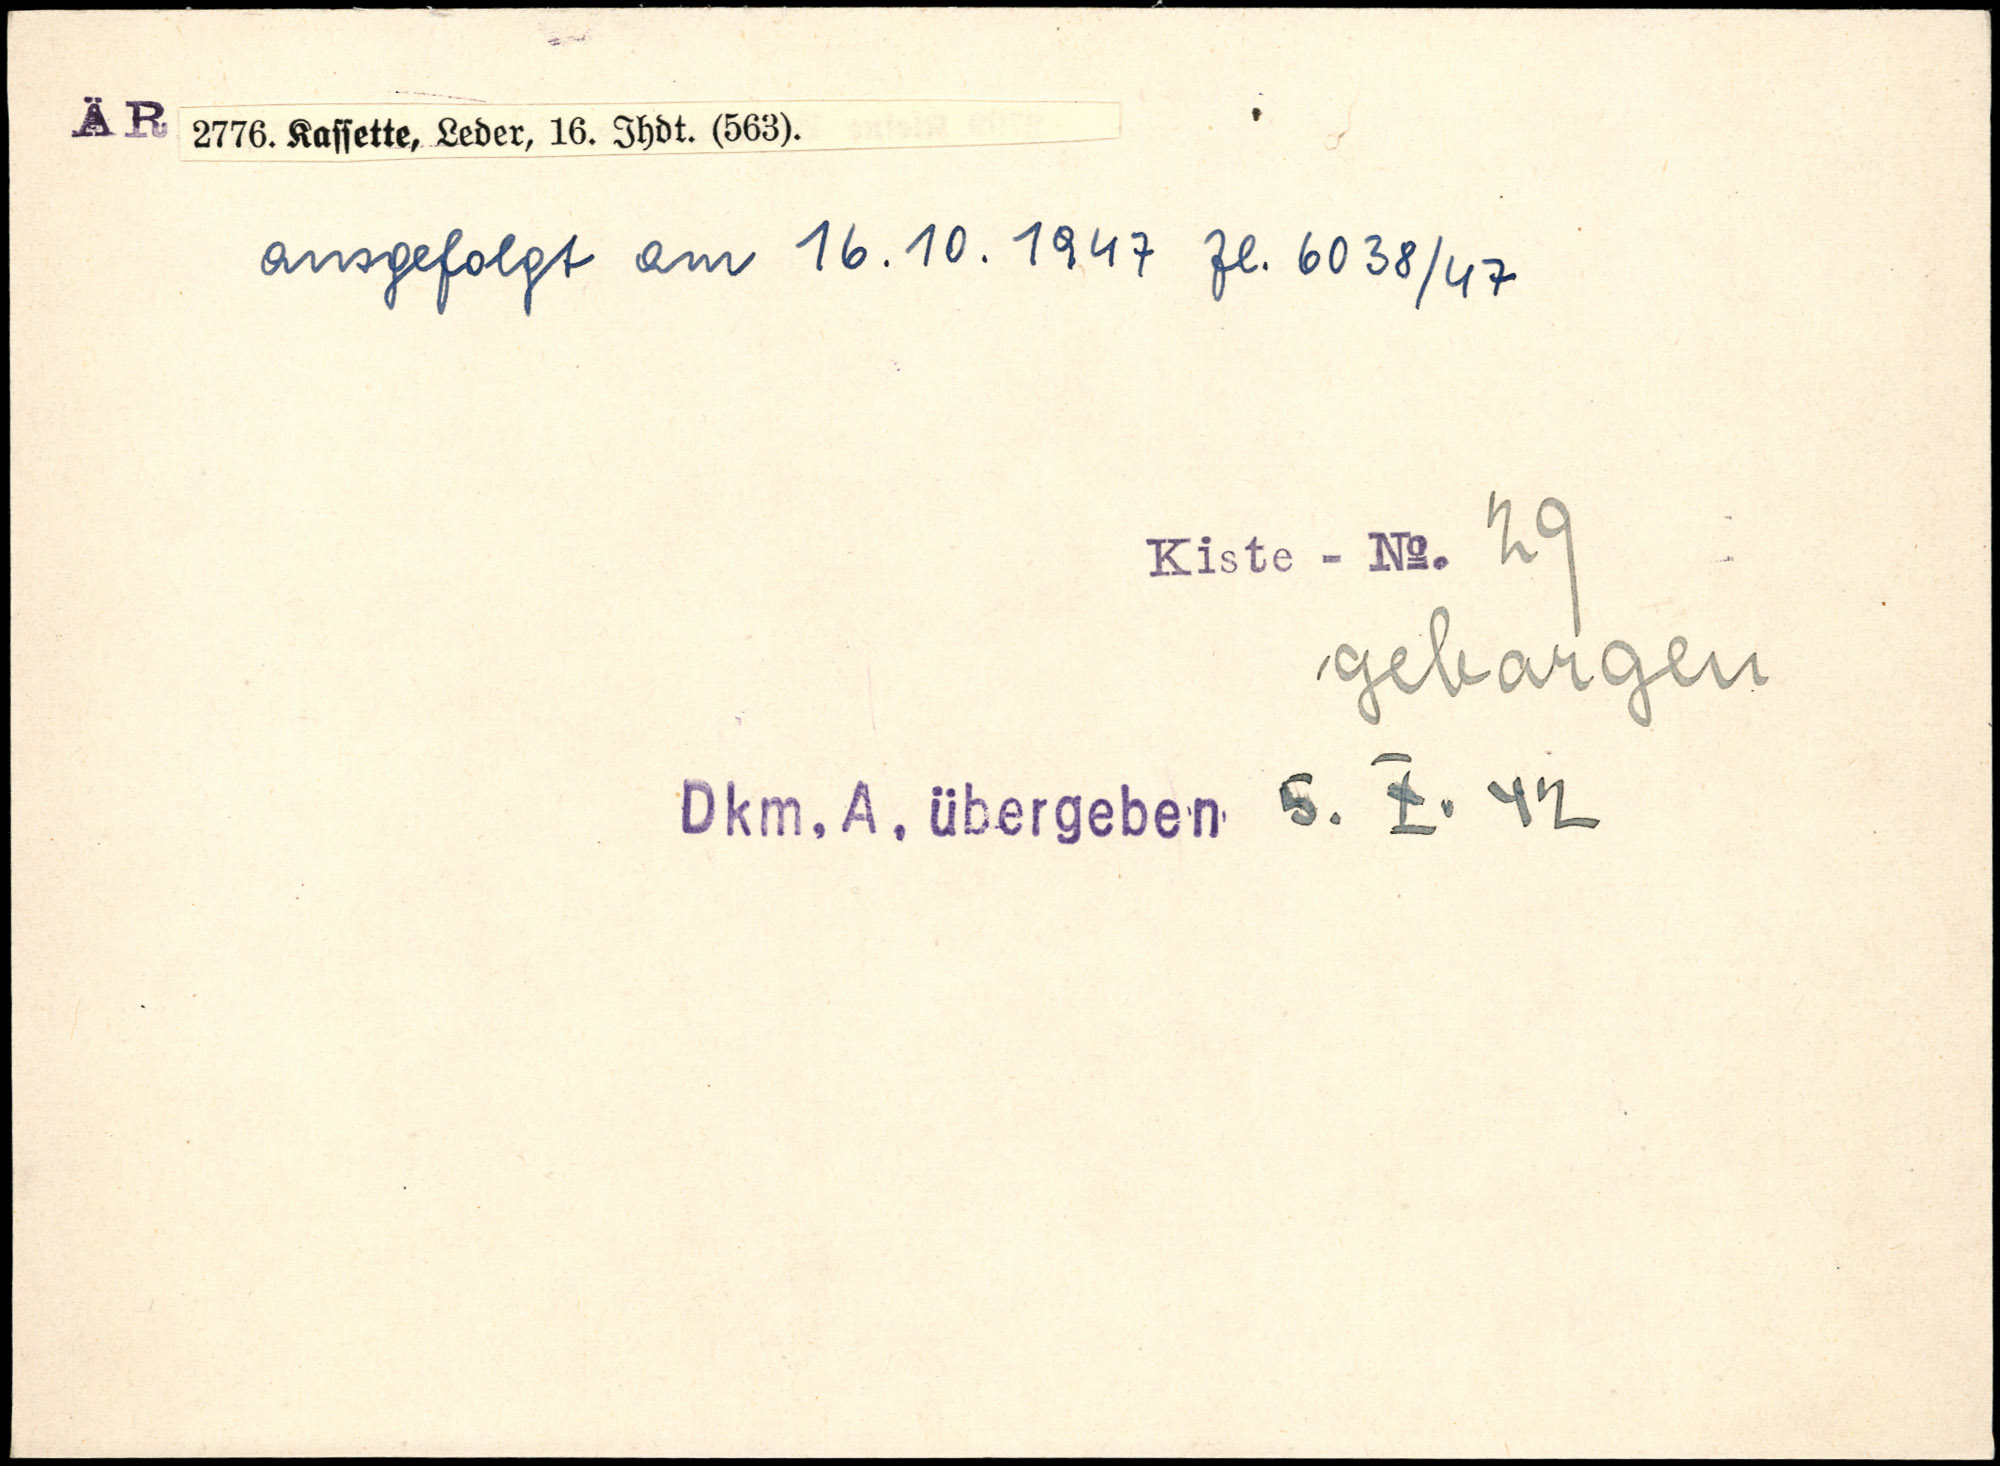 ÄR 2776. Kassette, Leder, 16. Jhdt. (563).
ausgefolgt am 16.10.1947 Zl. 6038/47
Kiste - No. 29
geborgen
Dkm. A. übergeben 5. X. 42